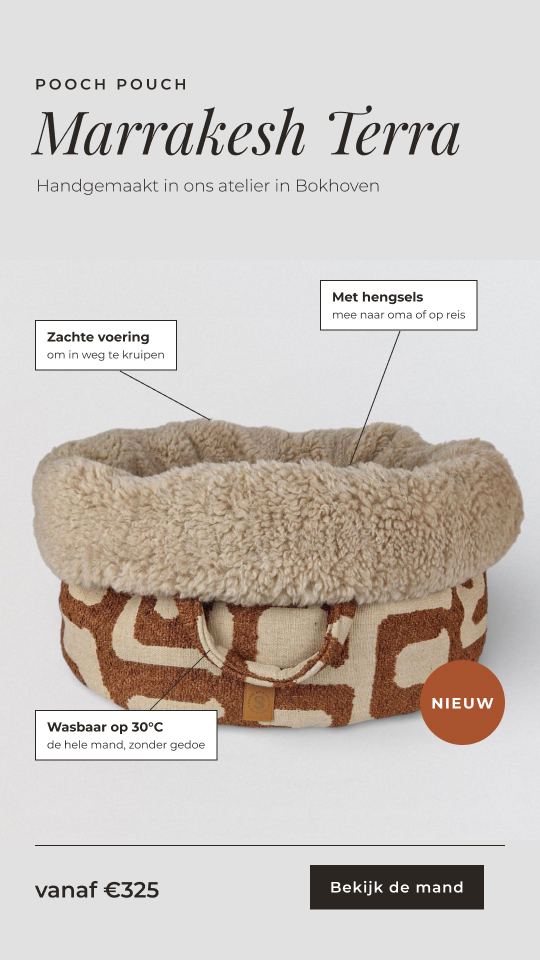 POOCH POUCH
Marrakesh Terra
Handgemaakt in ons atelier in Bokhoven
Met hengsels
mee naar oma of op reis
Zachte voering
om in weg te kruipen
NIEUW
Wasbaar op 30°C
de hele mand, zonder gedoe
vanaf €325
Bekijk de mand